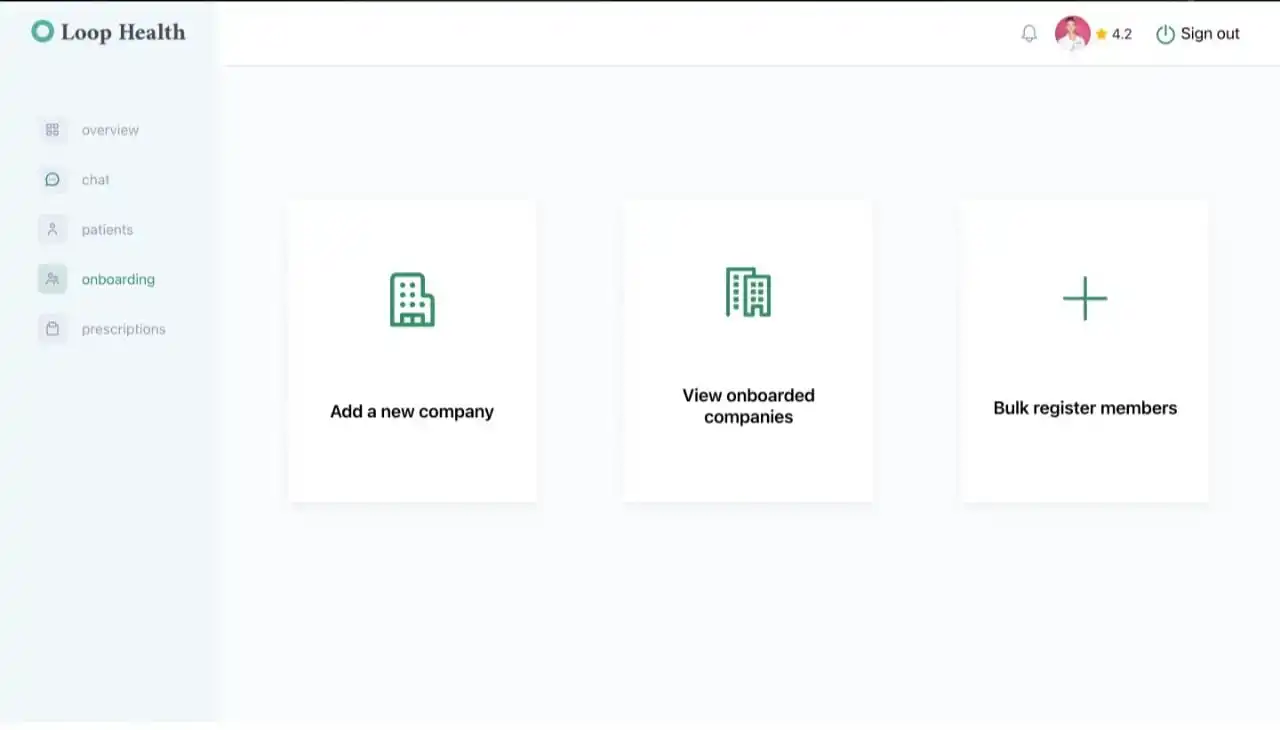 Loop Health
4.2
Sign out
overview
chat
patients
onboarding
prescriptions
Add a new company
View onboarded
companies
Bulk register members